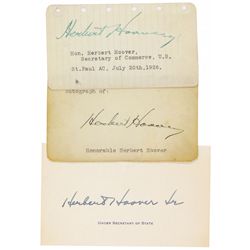 Herbert Hoover
Hon. Herbert Hoover,
Secretary of Commerce, U.S.
St.Paul AC, July 20th, 1926.
Autograph of:
Herbert Hoover
Honorable Herbert Hoover
Herbert Hoover Jr
UNDER SECRETARY OF STATE